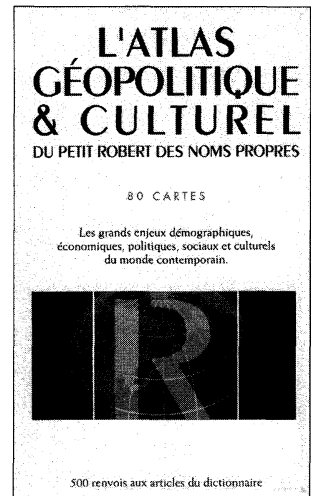 L'ATLAS
GÉOPOLITIQUE
& CULTUREL
DU PETIT ROBERT DES NOMS PROPRES
80 CARTES
Les grands enjeux démographiques,
économiques, politiques, sociaux et culturels
du monde contemporain.
R
500 renvois aux articles du dictionnaire